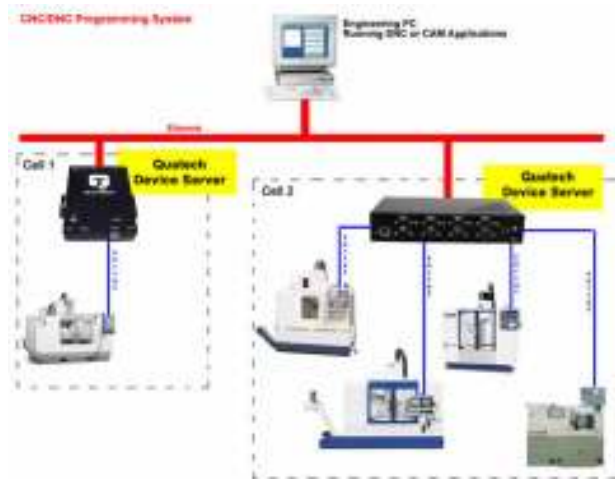 CNC/DNC Programming System
Engineering PC
Running DNC or CAM Applications
Cell 1
Quatech
Device Server
Cell 2
Quatech
Device Server